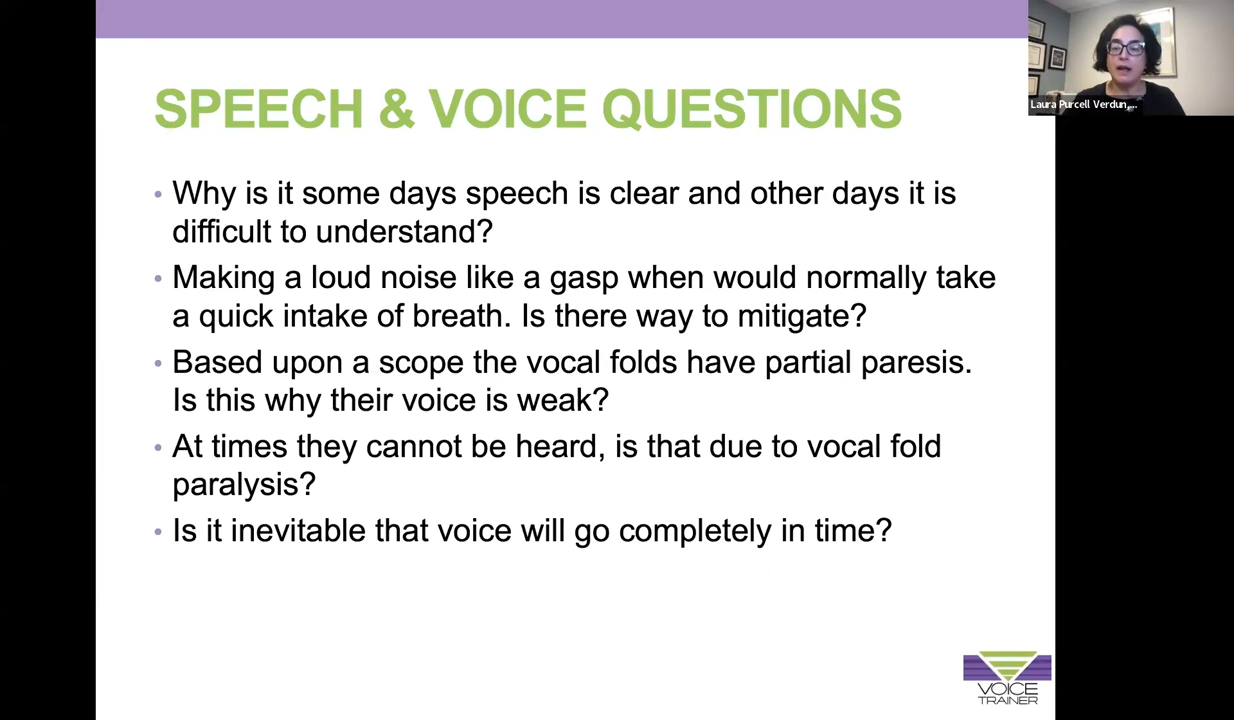 SPEECH & VOICE QUESTIONS
• Why is it some days speech is clear and other days it is
difficult to understand?
• Making a loud noise like a gasp when would normally take
a quick intake of breath. Is there way to mitigate?
• Based upon a scope the vocal folds have partial paresis.
Is this why their voice is weak?
• At times they cannot be heard, is that due to vocal fold
paralysis?
• Is it inevitable that voice will go completely in time?
Laura Purcell Verdun,...
VOICE
TRAINER